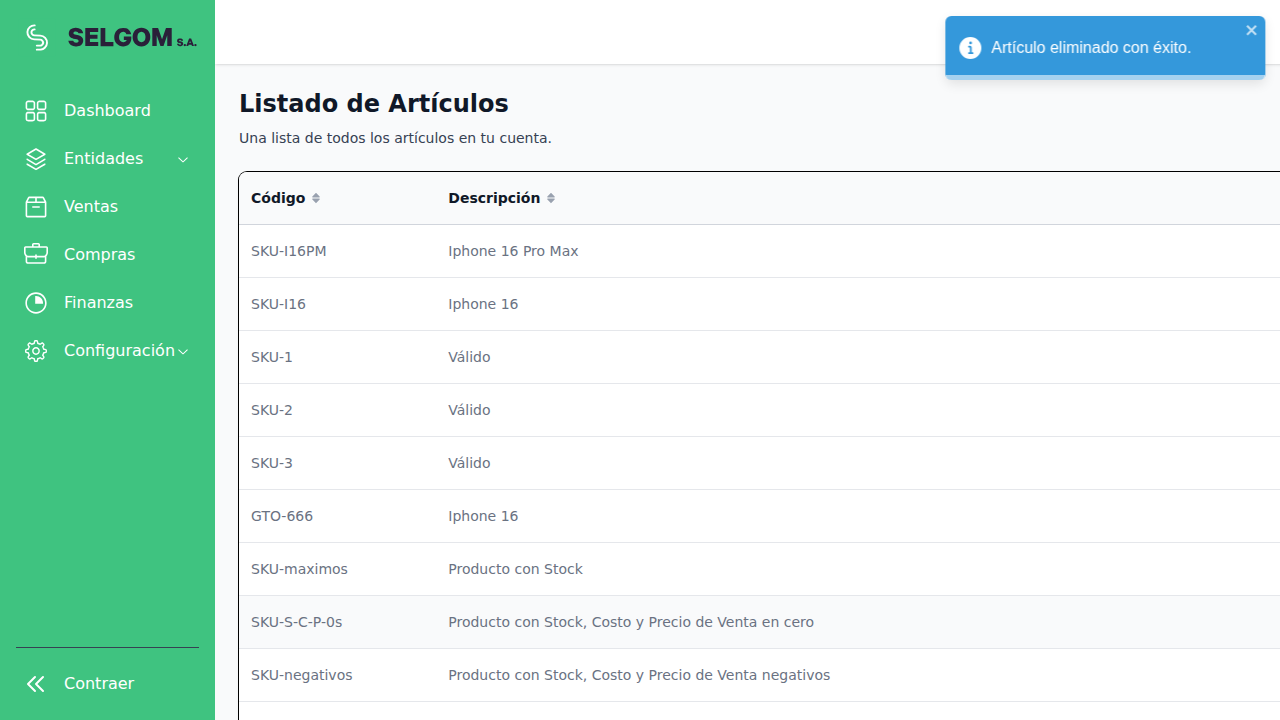 SELGOM S.A.
Artículo eliminado con éxito.
Dashboard
Entidades
Ventas
Compras
Finanzas
Configuración
Contraer
Listado de Artículos
Una lista de todos los artículos en tu cuenta.
Código Descripción
SKU-I16PM Iphone 16 Pro Max
SKU-I16 Iphone 16
SKU-1 Válido
SKU-2 Válido
SKU-3 Válido
GTO-666 Iphone 16
SKU-maximos Producto con Stock
SKU-S-C-P-0s Producto con Stock, Costo y Precio de Venta en cero
SKU-negativos Producto con Stock, Costo y Precio de Venta negativos